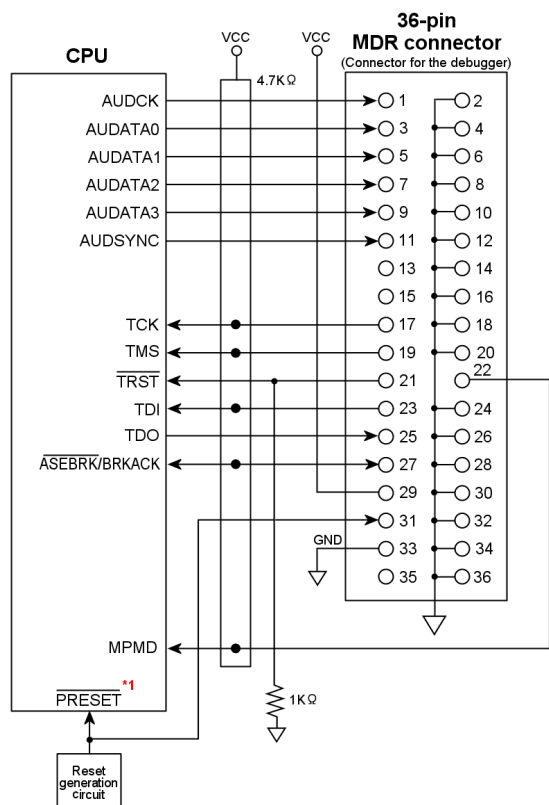 36-pin
MDR connector
(Connector for the debugger)
CPU
VCC
VCC
4.7KΩ
AUDCK 1 2
AUDATA0 3 4
AUDATA1 5 6
AUDATA2 7 8
AUDATA3 9 10
AUDSYNC 11 12
13 14
15 16
TCK 17 18
TMS 19 20
TRST 21 22
TDI 23 24
TDO 25 26
ASEBRK/BRKACK 27 28
29 30
31 32
GND 33 34
35 36
MPMD
PRESET *1
1KΩ
Reset
generation
circuit